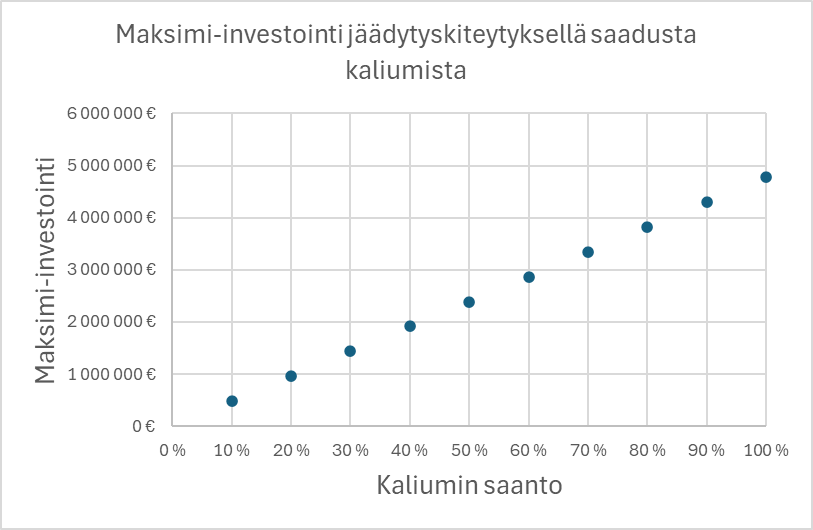 Maksimi-investointi jäädytyskiteytyksellä saadusta
kaliumista
Maksimi-investointi
6 000 000 €
5 000 000 €
4 000 000 €
3 000 000 €
2 000 000 €
1 000 000 €
0 €
0 % 10 % 20 % 30 % 40 % 50 % 60 % 70 % 80 % 90 % 100 %
Kaliumin saanto